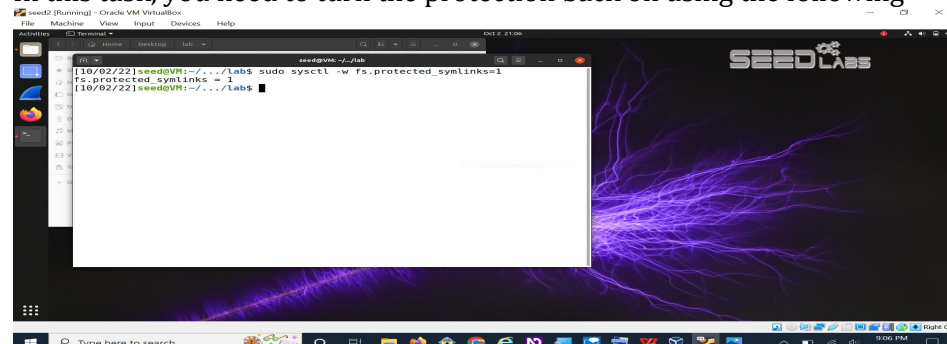 In this task, you need to turn the protection back on using the following
seed2 [Running] - Oracle VM VirtualBox
File Machine View Input Devices Help
Activities Terminal Oct 2 21:06
Home Desktop lab
seed@VM: ~/.../lab
[10/02/22]seed@VM:~/.../lab$ sudo sysctl -w fs.protected_symlinks=1
fs.protected_symlinks = 1
[10/02/22]seed@VM:~/.../lab$
SEEDLABS
Right C
Type here to search
9:06 PM